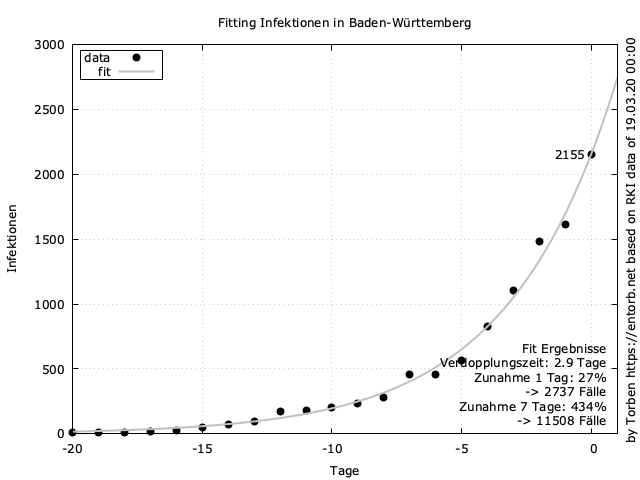 Fitting Infektionen in Baden-Württemberg
3000
2500
2000
1500
1000
500
0
Infektionen
data
fit
2155
Fit Ergebnisse
Verdopplungszeit: 2.9 Tage
Zunahme 1 Tag: 27%
-> 2737 Fälle
Zunahme 7 Tage: 434%
-> 11508 Fälle
-20 -15 -10 -5 0
Tage
by Torben https://entorb.net based on RKI data of 19.03.20 00:00